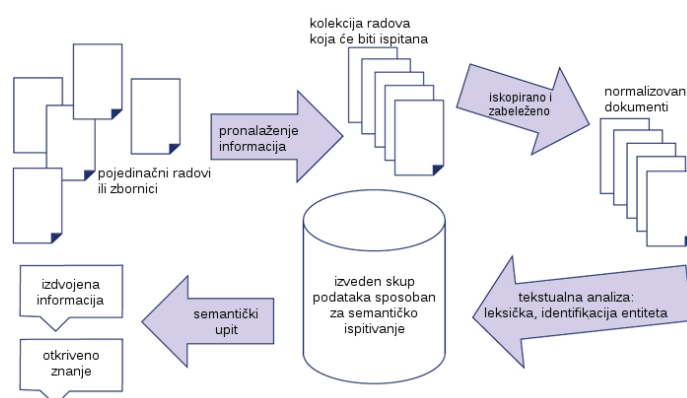 kolekcija radova
koja će biti ispitana
pojedinačni radovi
ili zbornici
pronalaženje
informacija
iskopirano i
zabeleženo
normalizovan
dokumenti
tekstualna analiza:
leksička, identifikacija entiteta
izveden skup
podataka sposoban
za semantičko
ispitivanje
semantički
upit
izdvojena
informacija
otkriveno
znanje